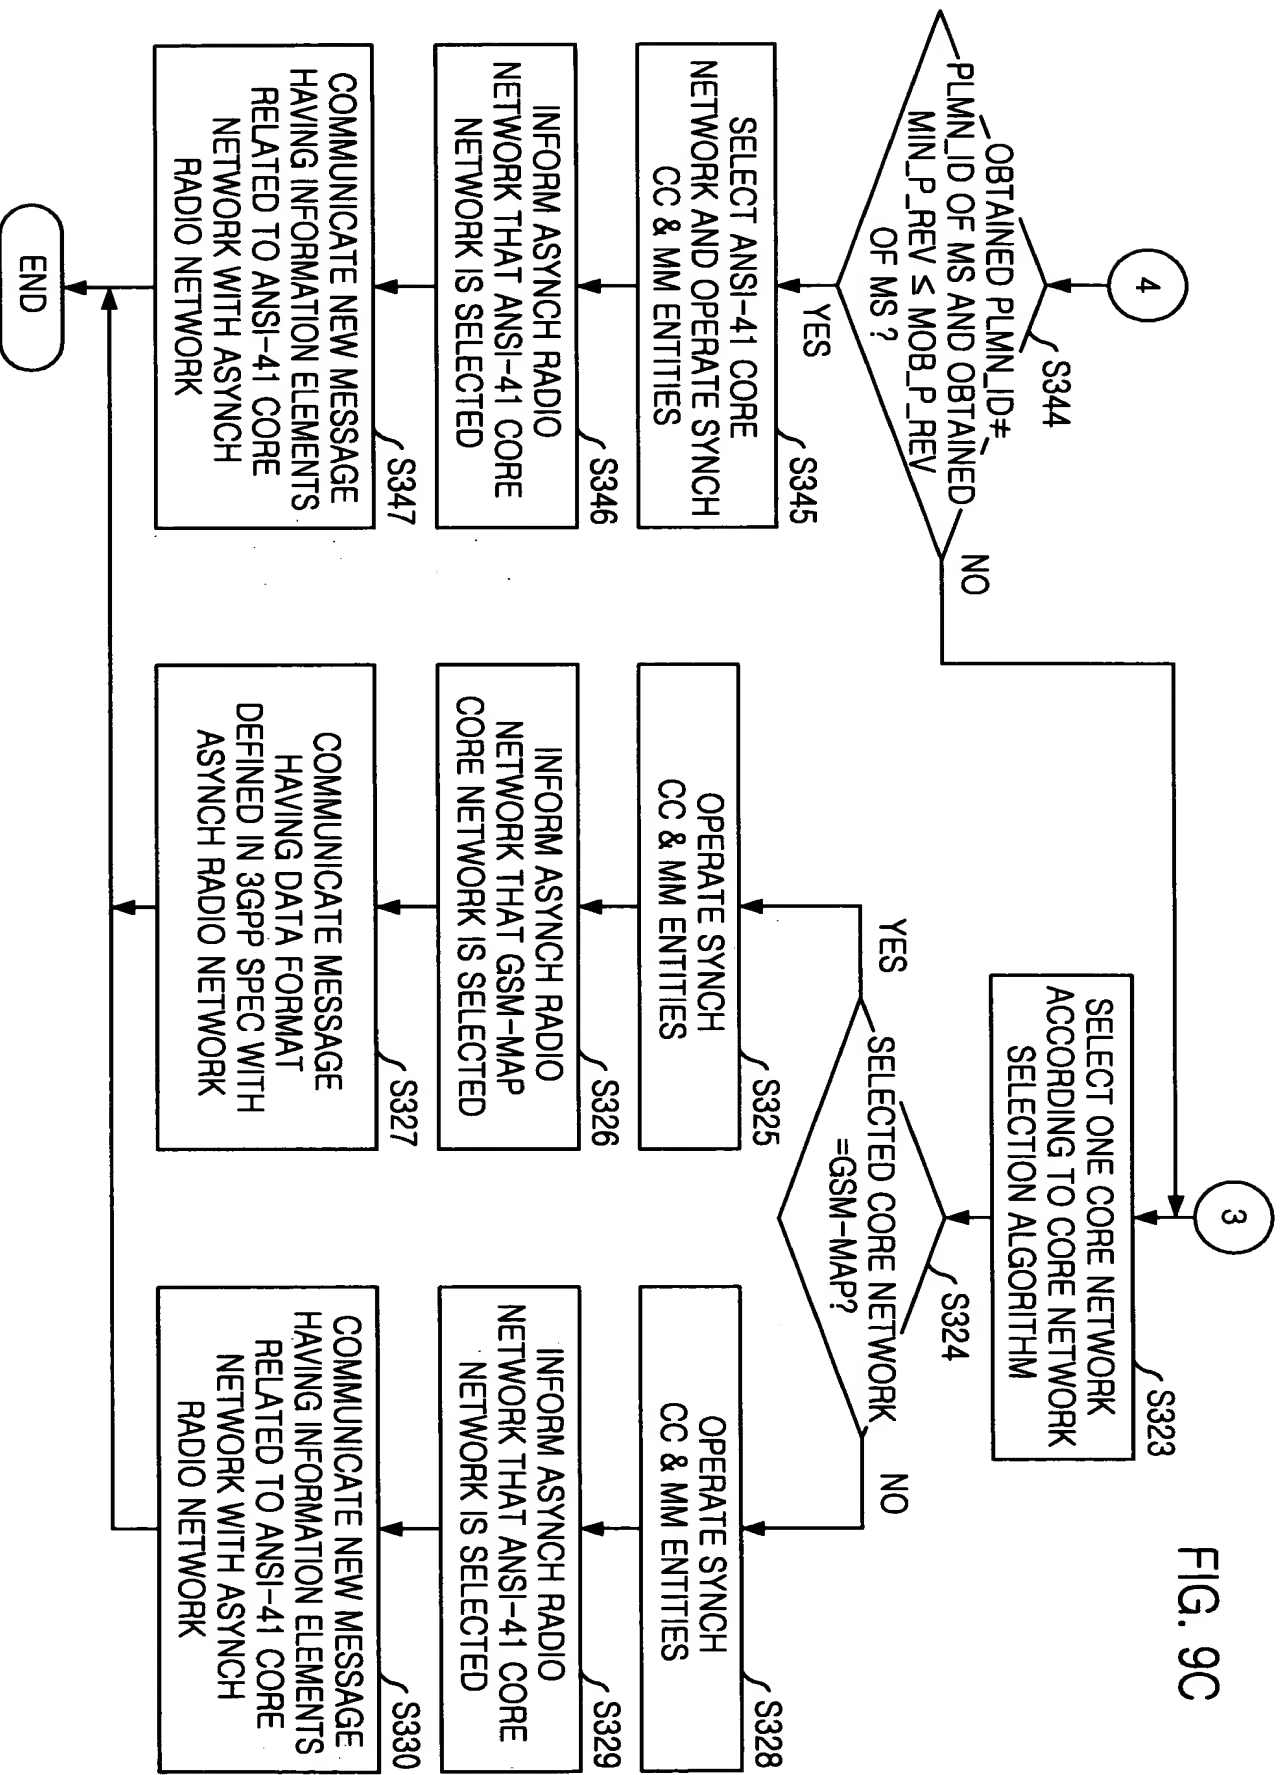 FIG. 9C
4
S344
OBTAINED PLMN_ID≠
PLMN_ID OF MS AND OBTAINED
MIN_P_REV ≤ MOB_P_REV
OF MS ?
NO
YES
S345
SELECT ANSI-41 CORE
NETWORK AND OPERATE SYNCH
CC & MM ENTITIES
S346
INFORM ASYNCH RADIO
NETWORK THAT ANSI-41 CORE
NETWORK IS SELECTED
S347
COMMUNICATE NEW MESSAGE
HAVING INFORMATION ELEMENTS
RELATED TO ANSI-41 CORE
NETWORK WITH ASYNCH
RADIO NETWORK
END
3
S323
SELECT ONE CORE NETWORK
ACCORDING TO CORE NETWORK
SELECTION ALGORITHM
S324
SELECTED CORE NETWORK
=GSM-MAP?
YES
NO
S325
OPERATE SYNCH
CC & MM ENTITIES
S326
INFORM ASYNCH RADIO
NETWORK THAT GSM-MAP
CORE NETWORK IS SELECTED
S327
COMMUNICATE MESSAGE
HAVING DATA FORMAT
DEFINED IN 3GPP SPEC WITH
ASYNCH RADIO NETWORK
S328
OPERATE SYNCH
CC & MM ENTITIES
S329
INFORM ASYNCH RADIO
NETWORK THAT ANSI-41 CORE
NETWORK IS SELECTED
S330
COMMUNICATE NEW MESSAGE
HAVING INFORMATION ELEMENTS
RELATED TO ANSI-41 CORE
NETWORK WITH ASYNCH
RADIO NETWORK